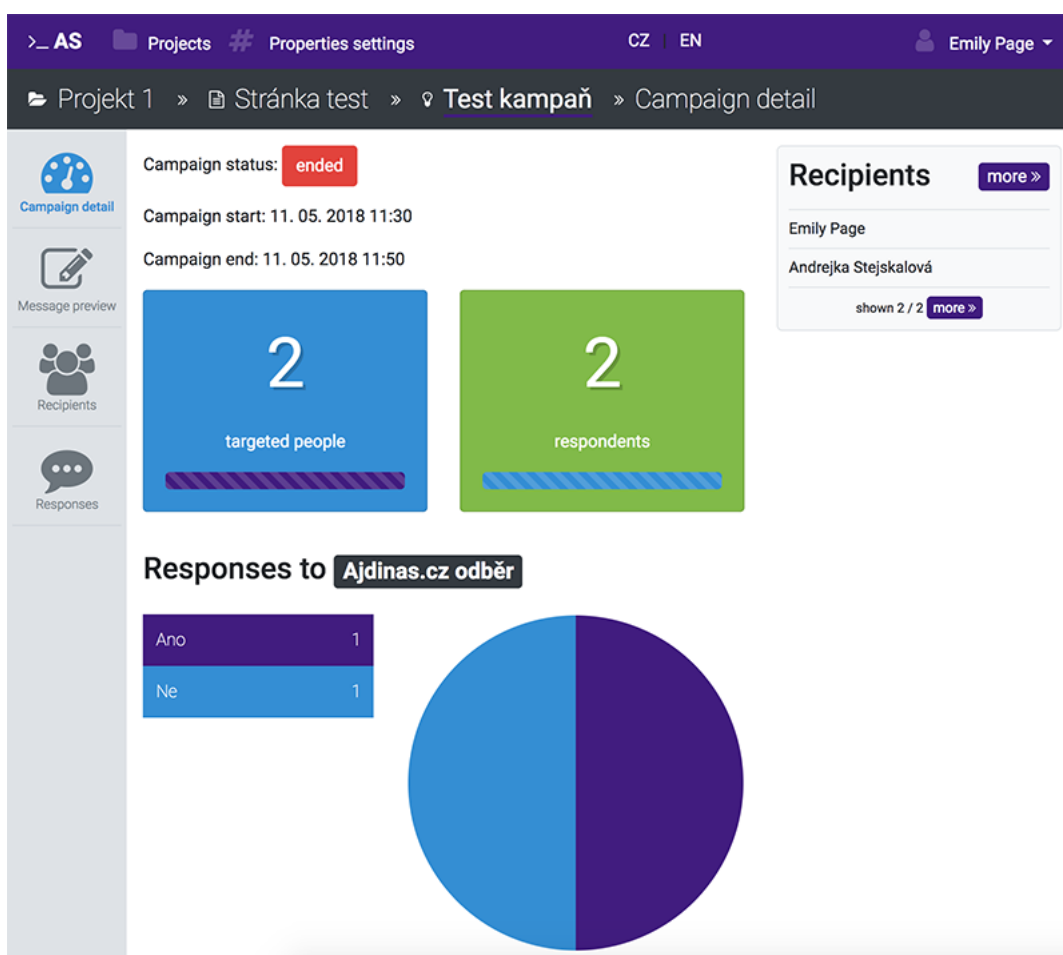 >_ AS Projects # Properties settings CZ | EN Emily Page
Projekt 1 » Stránka test » Test kampaň » Campaign detail
Campaign detail
Message preview
Recipients
Responses
Campaign status: ended
Campaign start: 11. 05. 2018 11:30
Campaign end: 11. 05. 2018 11:50
2
targeted people
2
respondents
Responses to Ajdinas.cz odběr
Ano 1
Ne 1
Recipients more »
Emily Page
Andrejka Stejskalová
shown 2 / 2 more »